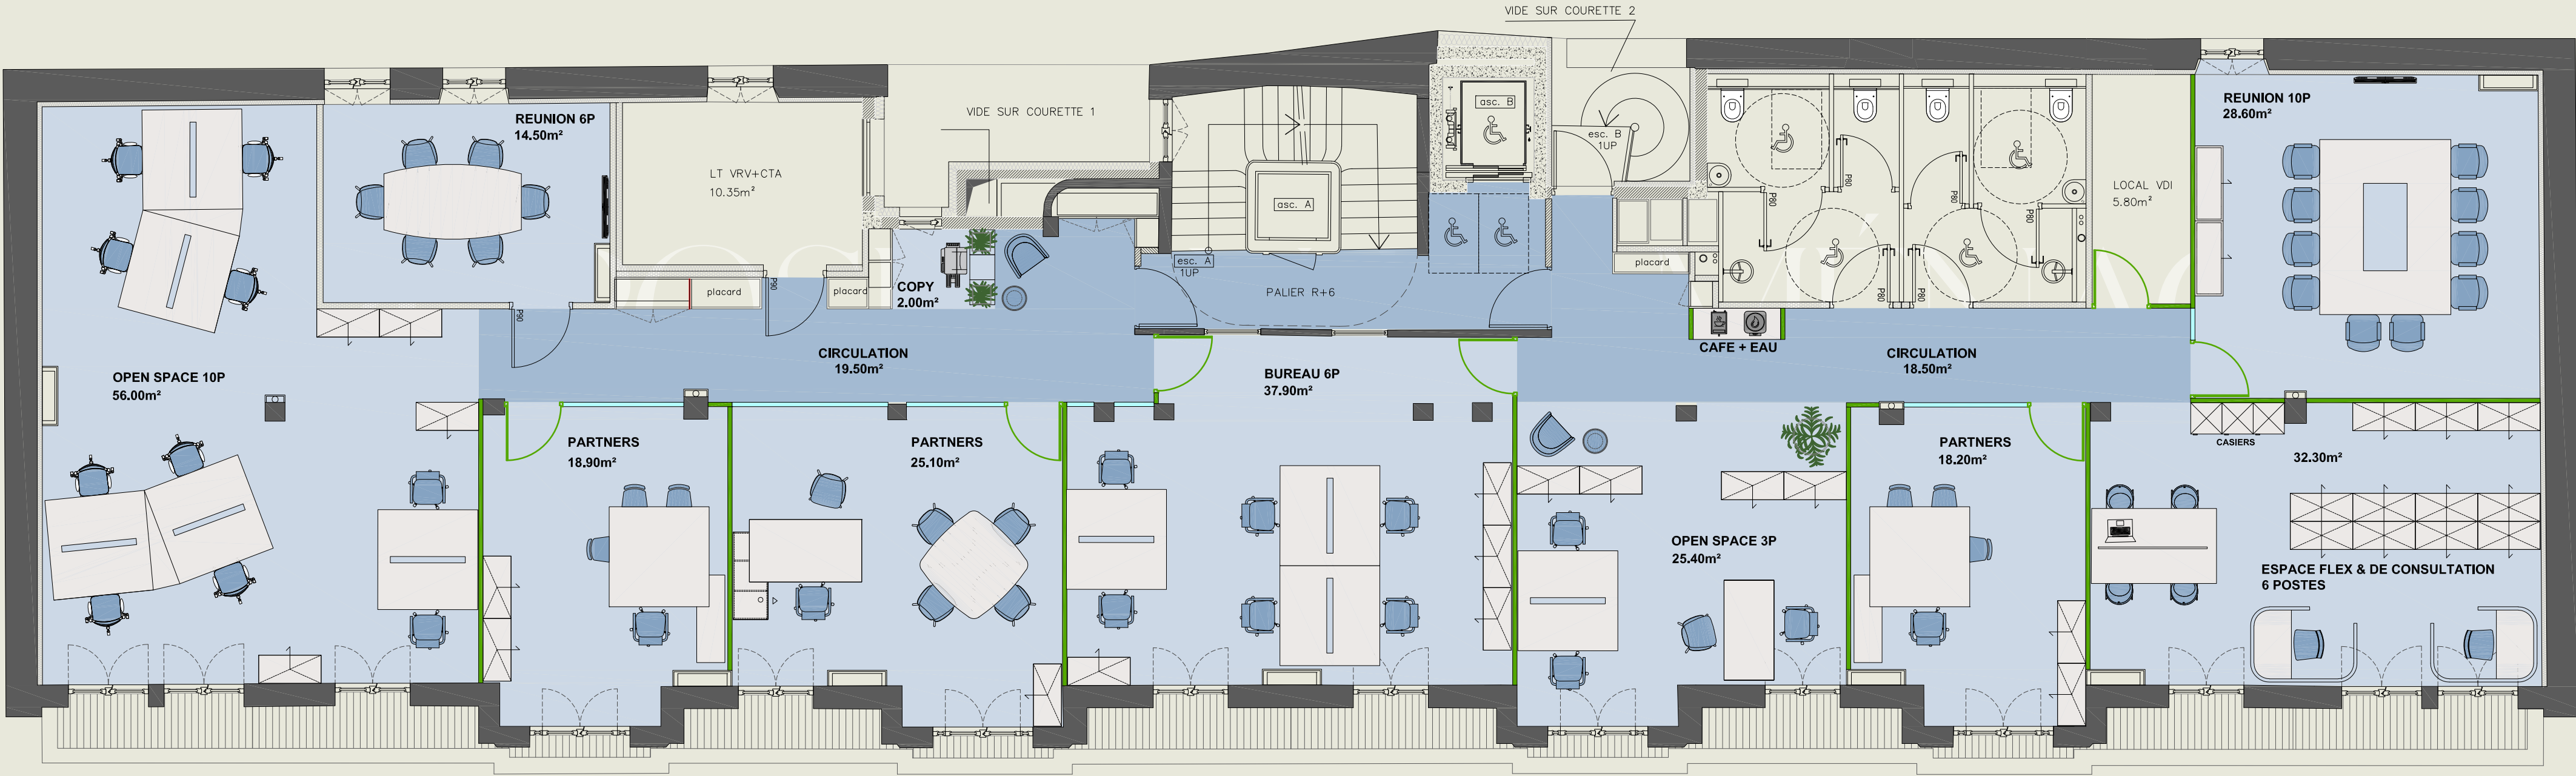 VIDE SUR COURETTE 2
REUNION 6P
14.50m²
LT VRV+CTA
10.35m²
VIDE SUR COURETTE 1
asc. A
esc. A
1UP
PALIER R+6
asc. B
esc. B
1UP
placard
P80
P80
P80
P80
P80
P80
LOCAL VDI
5.80m²
REUNION 10P
28.60m²
placard
P90
placard
COPY
2.00m²
P90
CIRCULATION
19.50m²
CAFE + EAU
CIRCULATION
18.50m²
OPEN SPACE 10P
56.00m²
BUREAU 6P
37.90m²
PARTNERS
18.90m²
PARTNERS
25.10m²
OPEN SPACE 3P
25.40m²
PARTNERS
18.20m²
CASIERS
32.30m²
ESPACE FLEX & DE CONSULTATION
6 POSTES